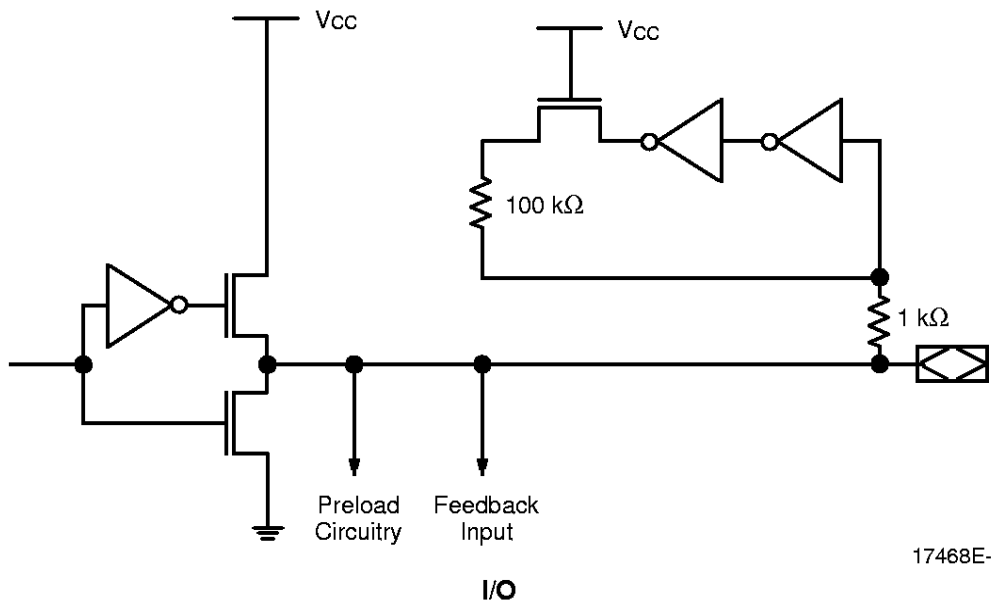 VCC
VCC
100 kΩ
1 kΩ
Preload
Circuitry
Feedback
Input
17468E-
I/O